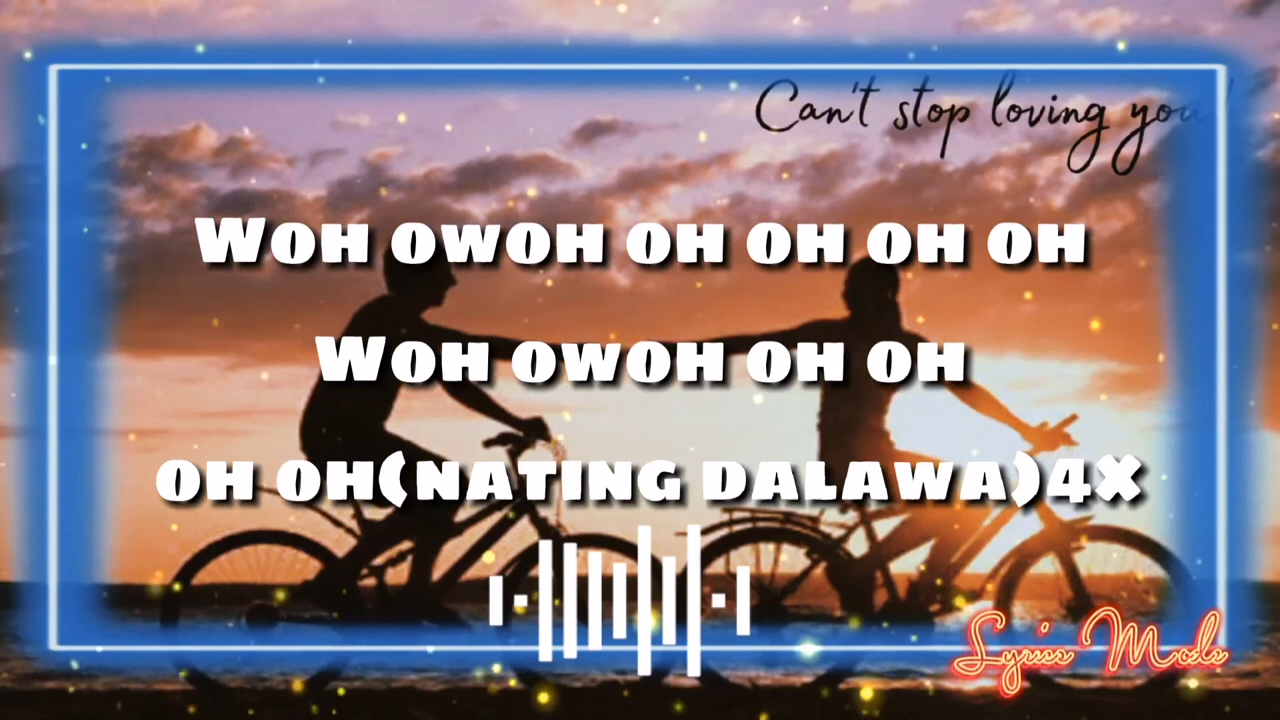 Can't stop loving you
Woh owoh oh oh oh oh
Woh owoh oh oh
oh oh(nating dalawa)4x
Lyrics Mode